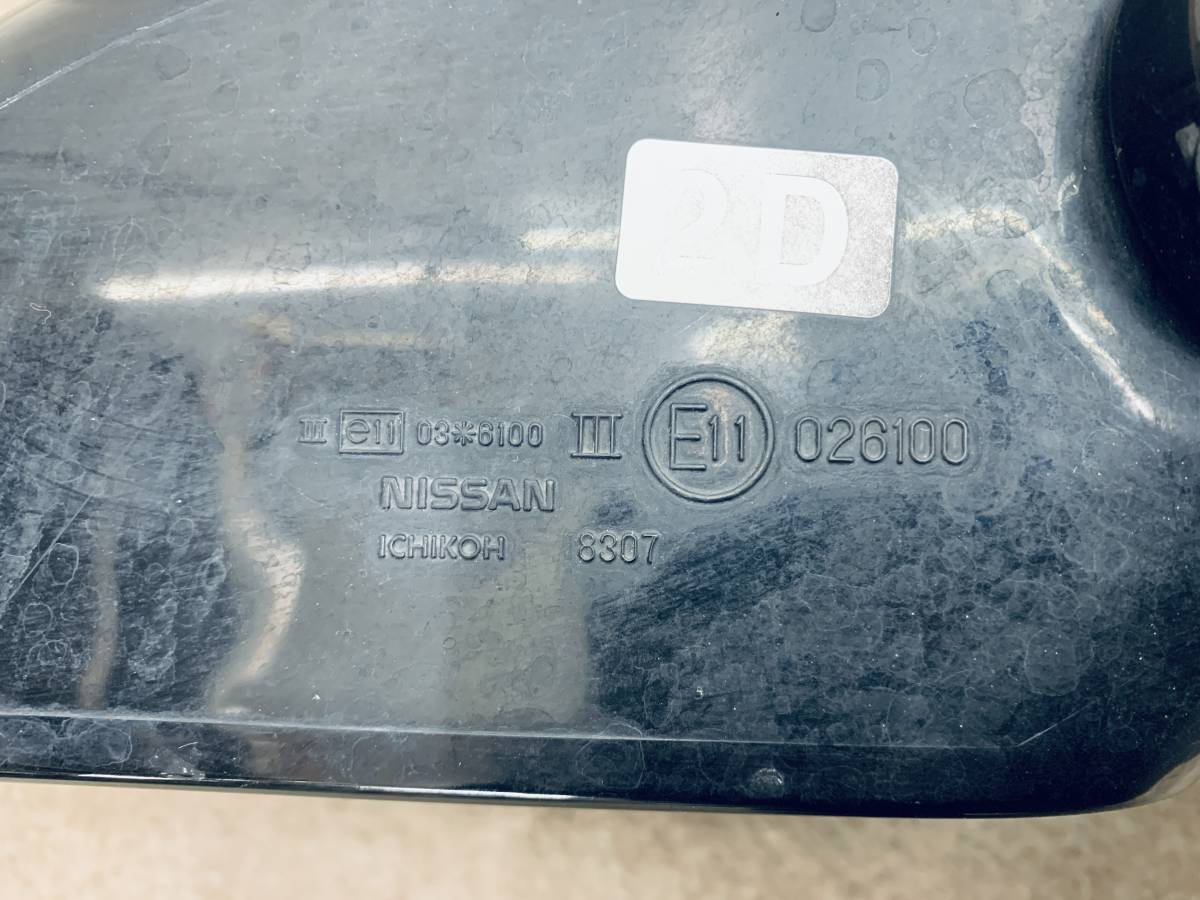 2D
III e11 03*6100 III E11 026100
NISSAN
ICHIKOH 8307